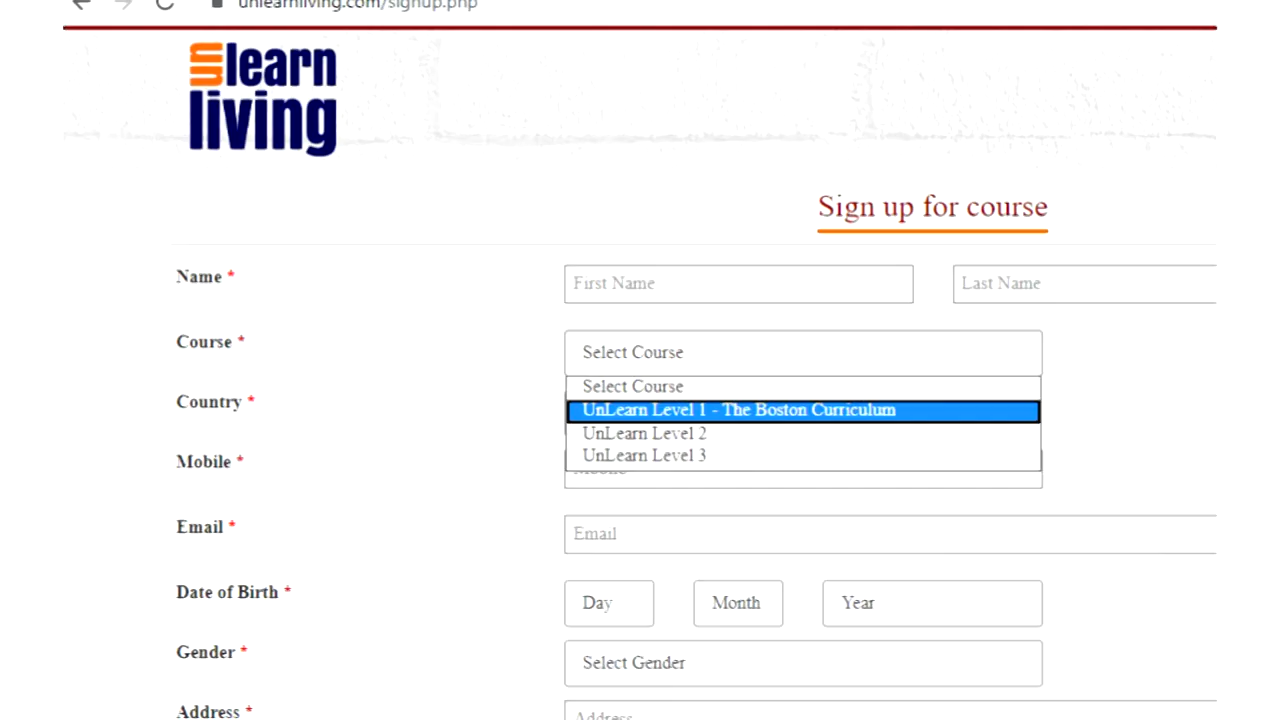 unlearnliving.com/signup.php
unlearn
living
Sign up for course
Name * First Name Last Name
Course * Select Course
Select Course
Country * UnLearn Level 1 - The Boston Curriculum
UnLearn Level 2
Mobile * UnLearn Level 3
Mobile
Email * Email
Date of Birth * Day Month Year
Gender * Select Gender
Address * Address